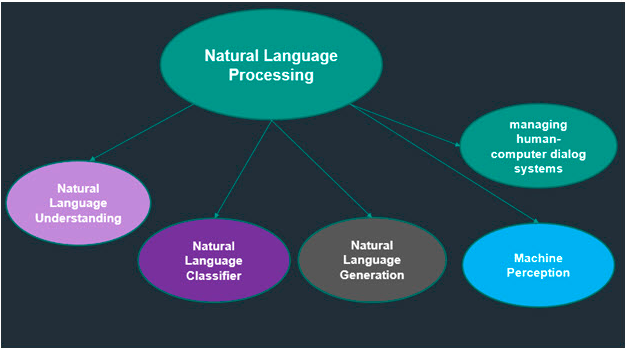 Natural Language
Processing
managing
human-
computer dialog
systems
Natural
Language
Understanding
Natural
Language
Classifier
Natural
Language
Generation
Machine
Perception